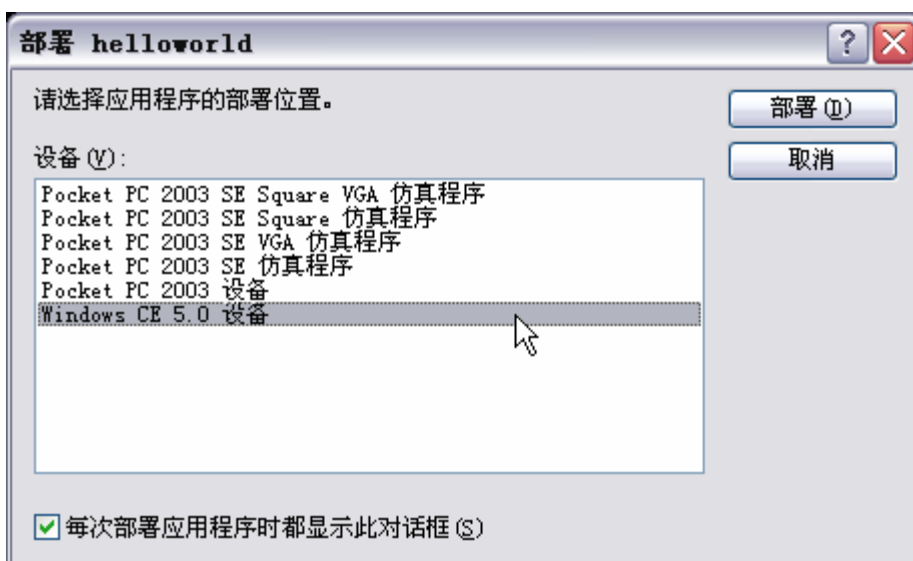 部署 helloworld
请选择应用程序的部署位置。
部署(D)
设备(V):
取消
Pocket PC 2003 SE Square VGA 仿真程序
Pocket PC 2003 SE Square 仿真程序
Pocket PC 2003 SE VGA 仿真程序
Pocket PC 2003 SE 仿真程序
Pocket PC 2003 设备
Windows CE 5.0 设备
每次部署应用程序时都显示此对话框(S)